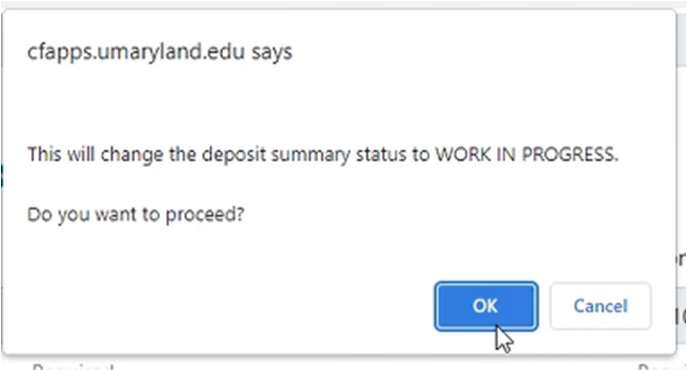 cfapps.umaryland.edu says
This will change the deposit summary status to WORK IN PROGRESS.
Do you want to proceed?
OK
Cancel